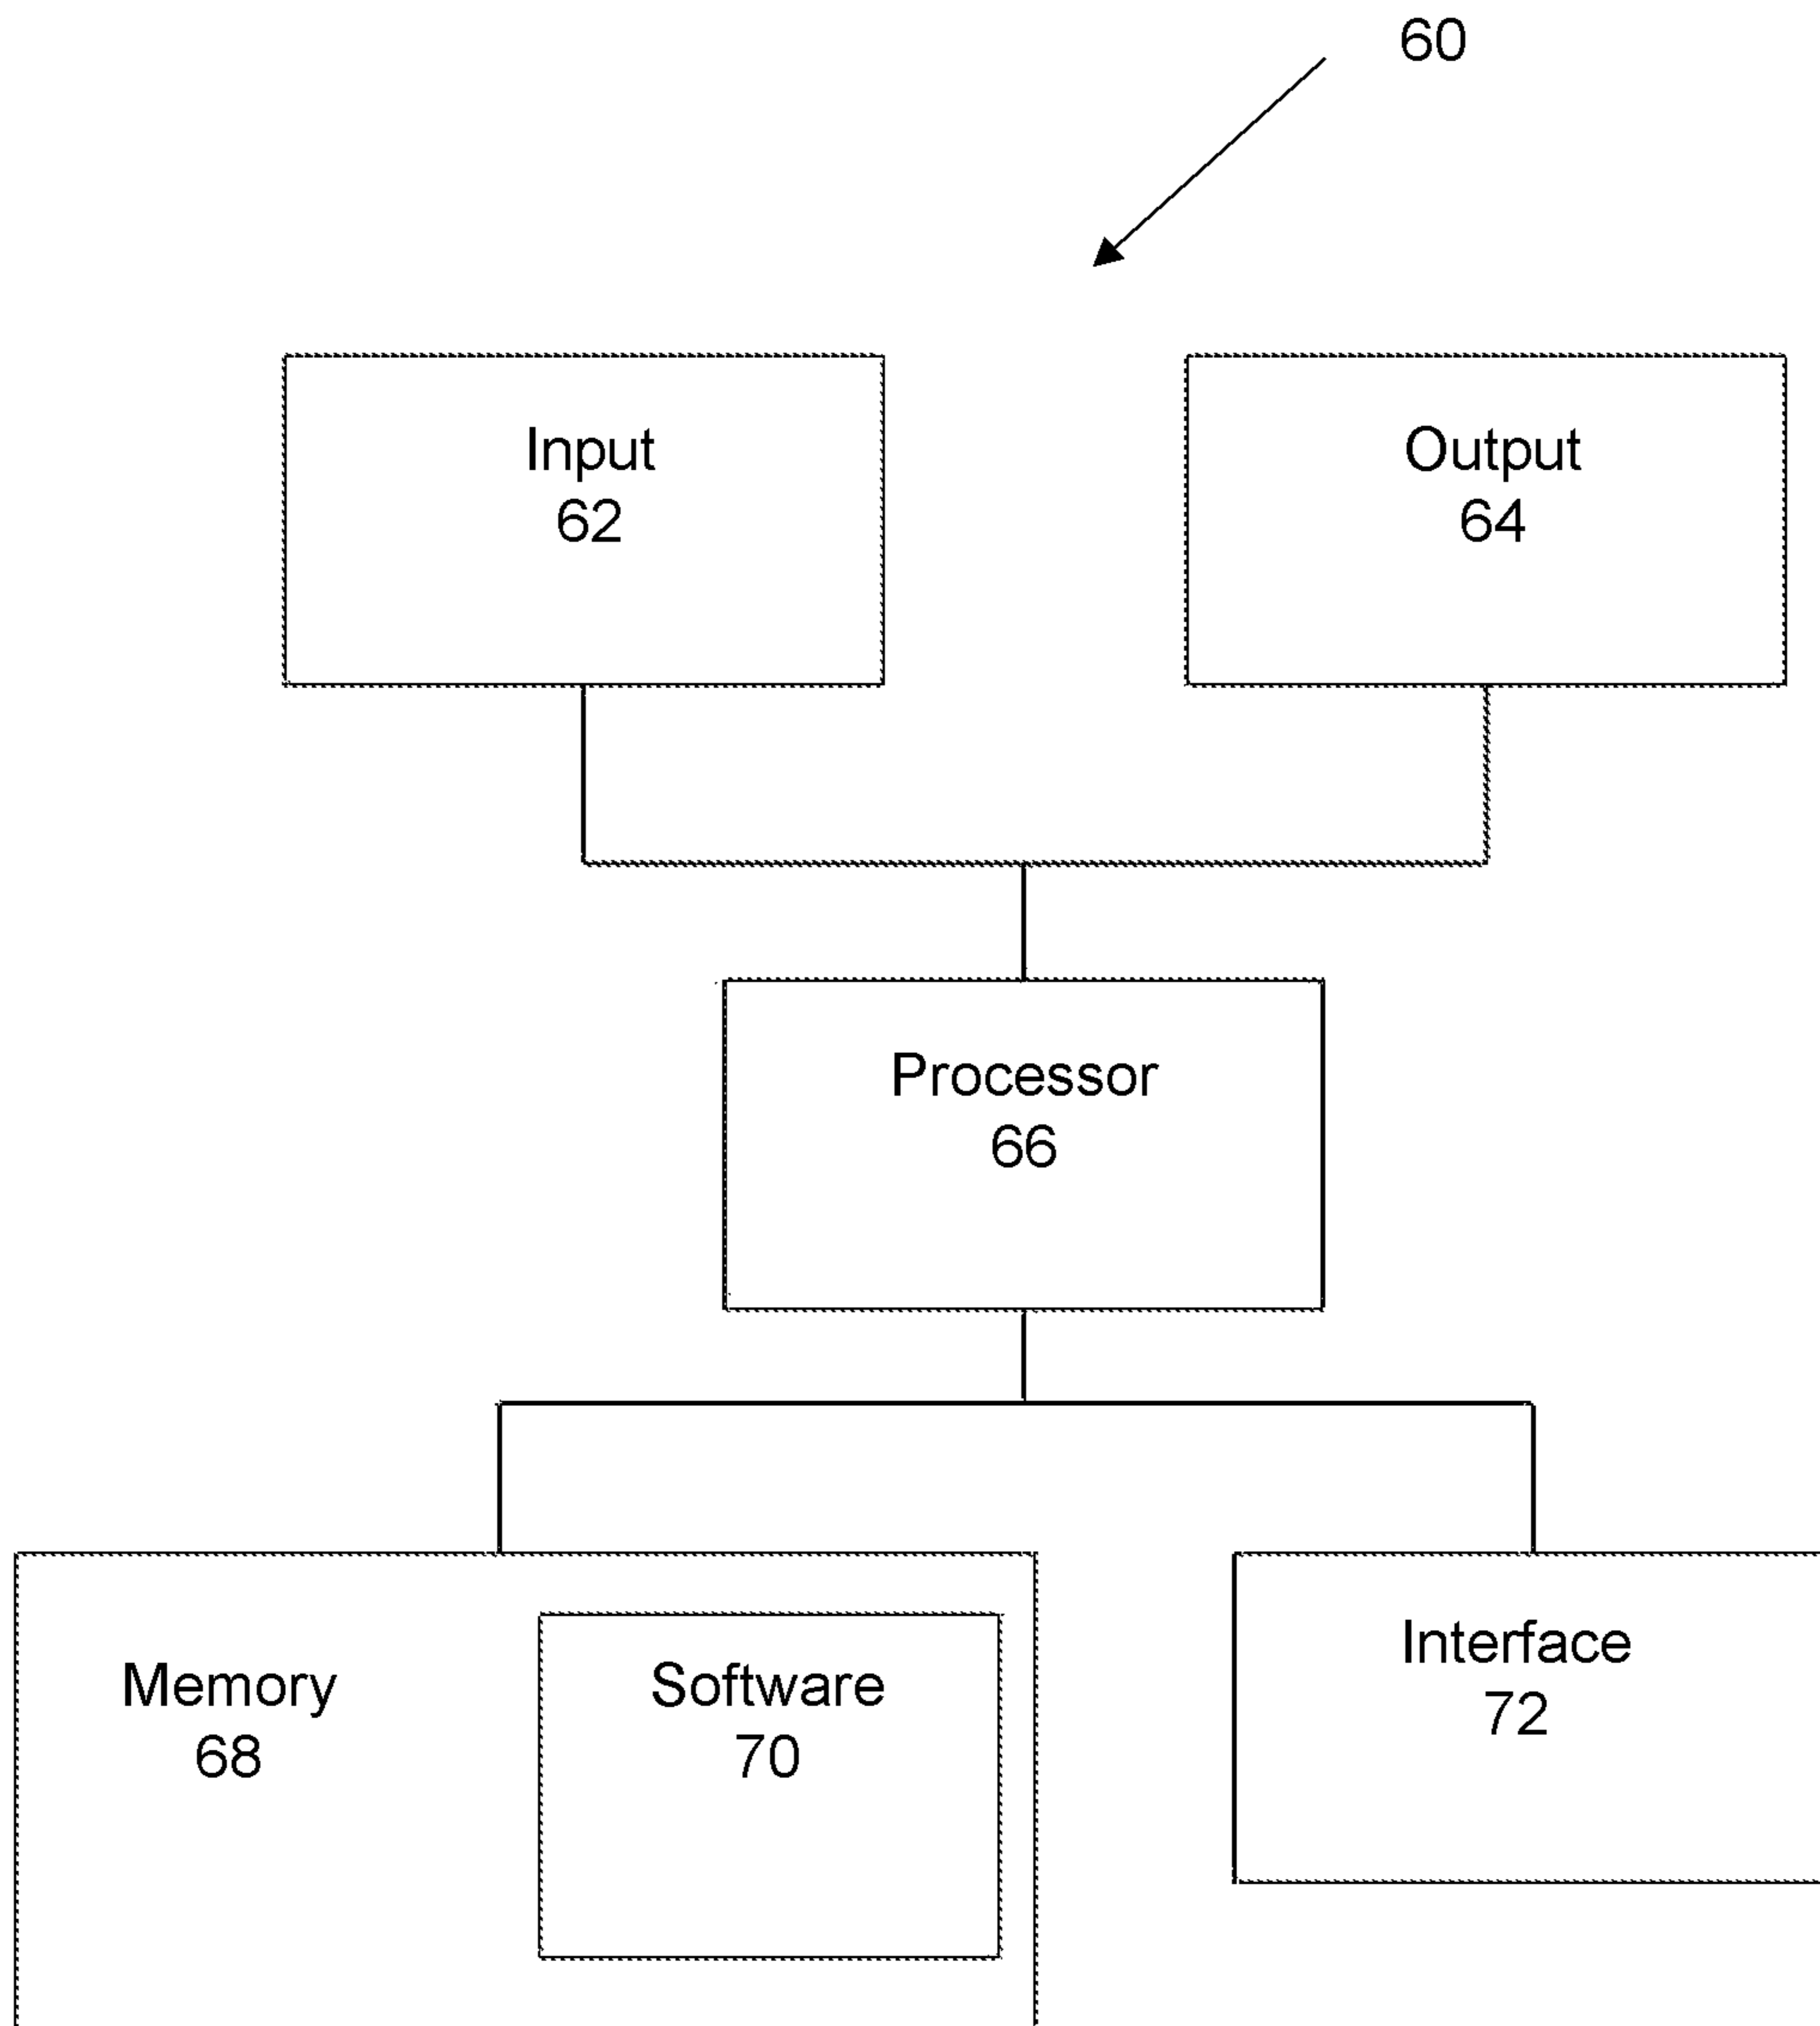 60
Input
62
Output
64
Processor
66
Memory
68
Software
70
Interface
72